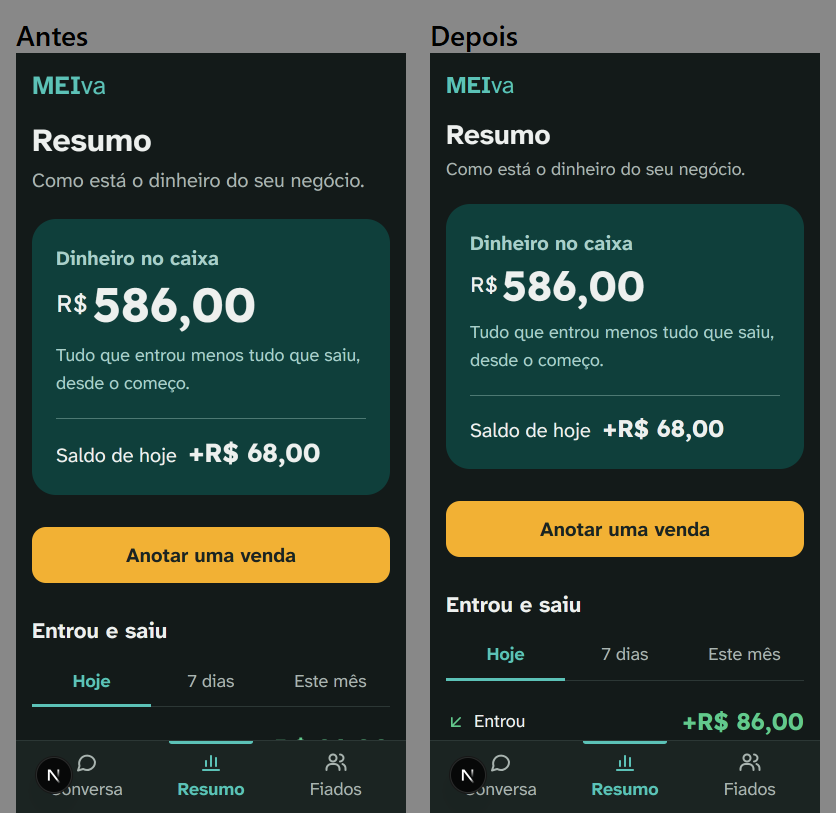 Antes
MEIva
Resumo
Como está o dinheiro do seu negócio.
Dinheiro no caixa
R$ 586,00
Tudo que entrou menos tudo que saiu,
desde o começo.
Saldo de hoje +R$ 68,00
Anotar uma venda
Entrou e saiu
Hoje 7 dias Este mês
N onversa Resumo Fiados
Depois
MEIva
Resumo
Como está o dinheiro do seu negócio.
Dinheiro no caixa
R$ 586,00
Tudo que entrou menos tudo que saiu,
desde o começo.
Saldo de hoje +R$ 68,00
Anotar uma venda
Entrou e saiu
Hoje 7 dias Este mês
Entrou +R$ 86,00
N onversa Resumo Fiados